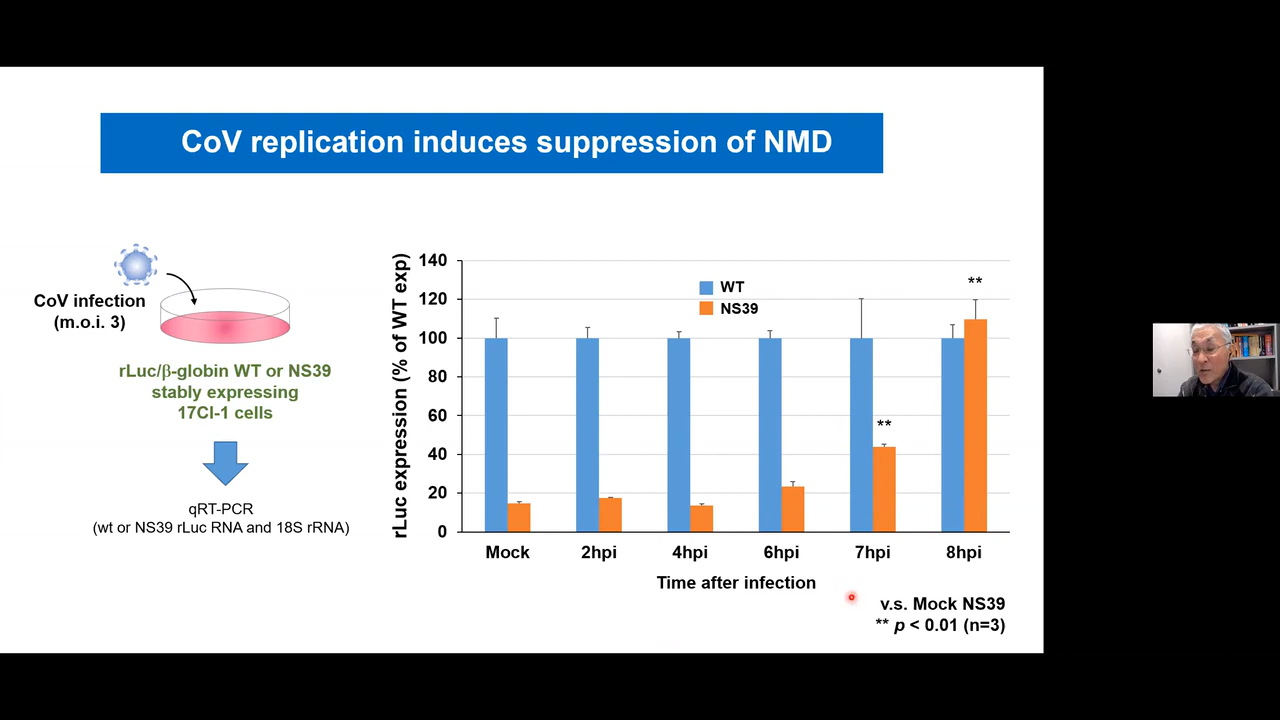 CoV replication induces suppression of NMD
CoV infection
(m.o.i. 3)
rLuc/β-globin WT or NS39
stably expressing
17Cl-1 cells
qRT-PCR
(wt or NS39 rLuc RNA and 18S rRNA)
rLuc expression (% of WT exp)
140
120
100
80
60
40
20
0
WT
NS39
**
**
Mock
2hpi
4hpi
6hpi
7hpi
8hpi
Time after infection
v.s. Mock NS39
** p < 0.01 (n=3)